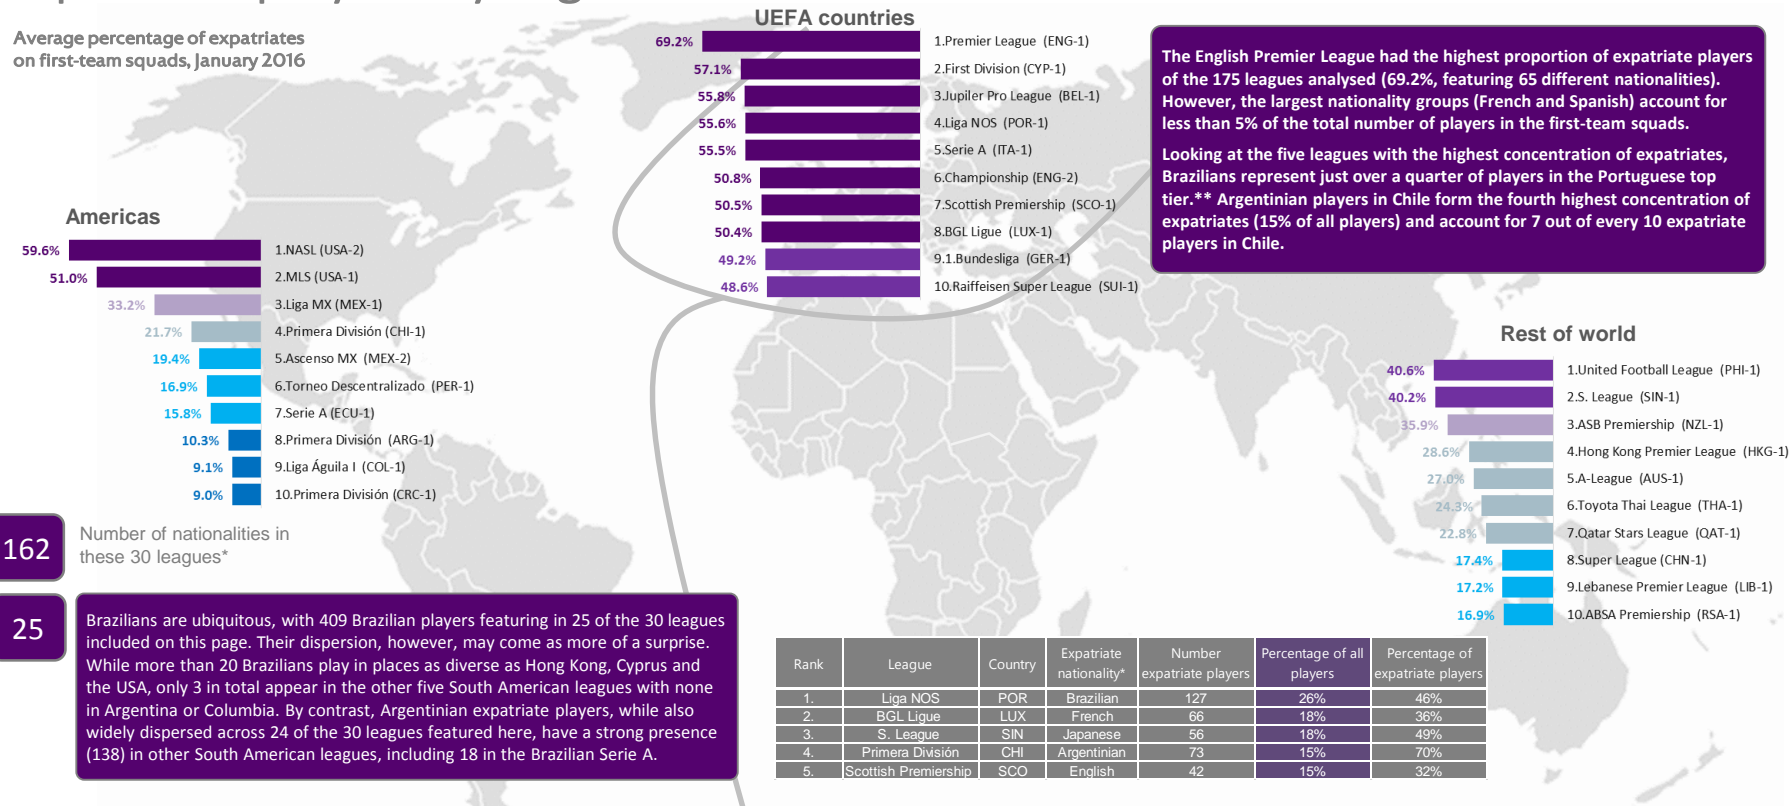 Average percentage of expatriates
on first-team squads, January 2016
UEFA countries
69.2% 1.Premier League (ENG-1)
57.1% 2.First Division (CYP-1)
55.8% 3.Jupiler Pro League (BEL-1)
55.6% 4.Liga NOS (POR-1)
55.5% 5.Serie A (ITA-1)
50.8% 6.Championship (ENG-2)
50.5% 7.Scottish Premiership (SCO-1)
50.4% 8.BGL Ligue (LUX-1)
49.2% 9.1.Bundesliga (GER-1)
48.6% 10.Raiffeisen Super League (SUI-1)
The English Premier League had the highest proportion of expatriate players
of the 175 leagues analysed (69.2%, featuring 65 different nationalities).
However, the largest nationality groups (French and Spanish) account for
less than 5% of the total number of players in the first-team squads.
Looking at the five leagues with the highest concentration of expatriates,
Brazilians represent just over a quarter of players in the Portuguese top
tier.** Argentinian players in Chile form the fourth highest concentration of
expatriates (15% of all players) and account for 7 out of every 10 expatriate
players in Chile.
Americas
59.6% 1.NASL (USA-2)
51.0% 2.MLS (USA-1)
33.2% 3.Liga MX (MEX-1)
21.7% 4.Primera División (CHI-1)
19.4% 5.Ascenso MX (MEX-2)
16.9% 6.Torneo Descentralizado (PER-1)
15.8% 7.Serie A (ECU-1)
10.3% 8.Primera División (ARG-1)
9.1% 9.Liga Águila I (COL-1)
9.0% 10.Primera División (CRC-1)
Rest of world
40.6% 1.United Football League (PHI-1)
40.2% 2.S. League (SIN-1)
35.9% 3.ASB Premiership (NZL-1)
28.6% 4.Hong Kong Premier League (HKG-1)
27.0% 5.A-League (AUS-1)
24.3% 6.Toyota Thai League (THA-1)
22.8% 7.Qatar Stars League (QAT-1)
17.4% 8.Super League (CHN-1)
17.2% 9.Lebanese Premier League (LIB-1)
16.9% 10.ABSA Premiership (RSA-1)
162
Number of nationalities in
these 30 leagues*
25
Brazilians are ubiquitous, with 409 Brazilian players featuring in 25 of the 30 leagues
included on this page. Their dispersion, however, may come as more of a surprise.
While more than 20 Brazilians play in places as diverse as Hong Kong, Cyprus and
the USA, only 3 in total appear in the other five South American leagues with none
in Argentina or Columbia. By contrast, Argentinian expatriate players, while also
widely dispersed across 24 of the 30 leagues featured here, have a strong presence
(138) in other South American leagues, including 18 in the Brazilian Serie A.
Rank League Country Expatriate nationality* Number expatriate players Percentage of all players Percentage of expatriate players
1. Liga NOS POR Brazilian 127 26% 46%
2. BGL Ligue LUX French 66 18% 36%
3. S. League SIN Japanese 56 18% 49%
4. Primera División CHI Argentinian 73 15% 70%
5. Scottish Premiership SCO English 42 15% 32%